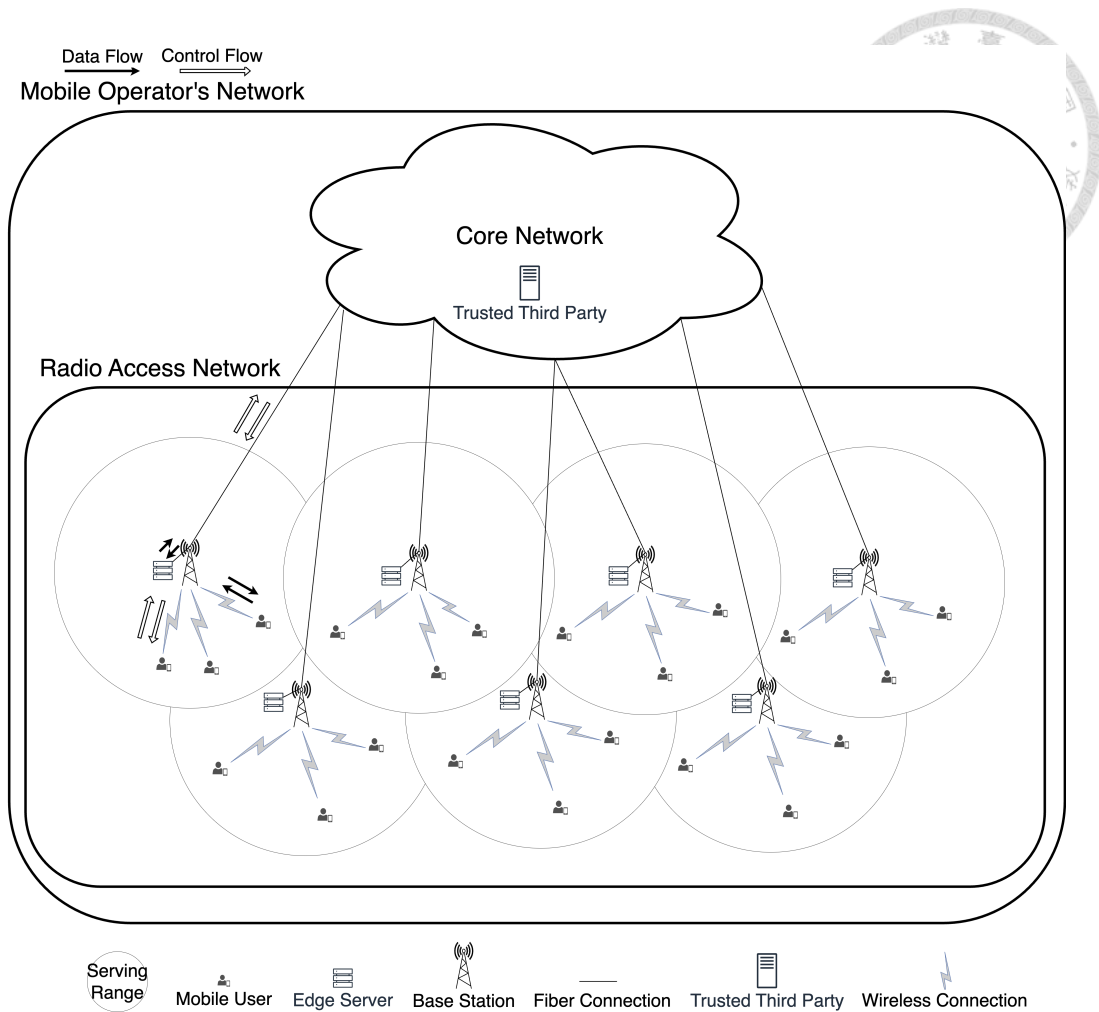 Data Flow Control Flow
Mobile Operator's Network
Core Network
Trusted Third Party
Radio Access Network
Serving
Range
Mobile User
Edge Server
Base Station
Fiber Connection
Trusted Third Party
Wireless Connection